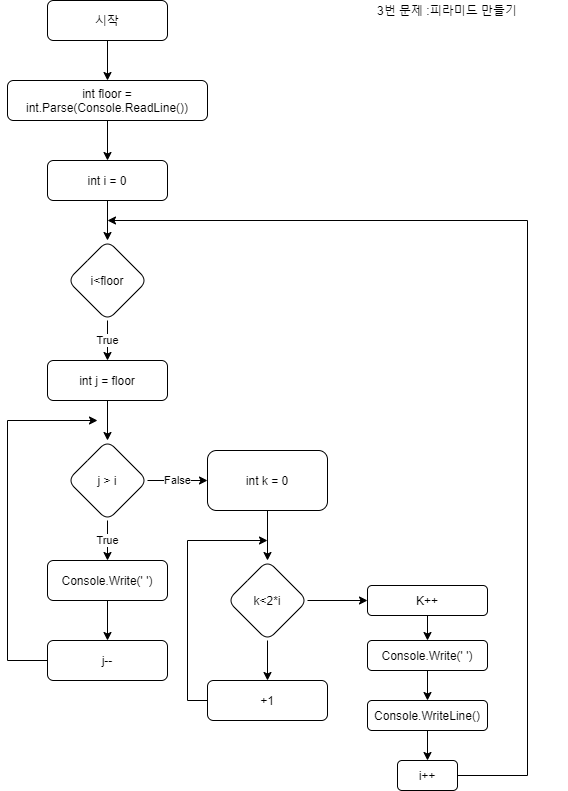 3번 문제 :피라미드 만들기
시작
int floor =
int.Parse(Console.ReadLine())
int i = 0
i<floor
True
int j = floor
j > i
False
int k = 0
True
Console.Write(' ')
k<2*i
K++
j--
Console.Write(' ')
+1
Console.WriteLine()
i++